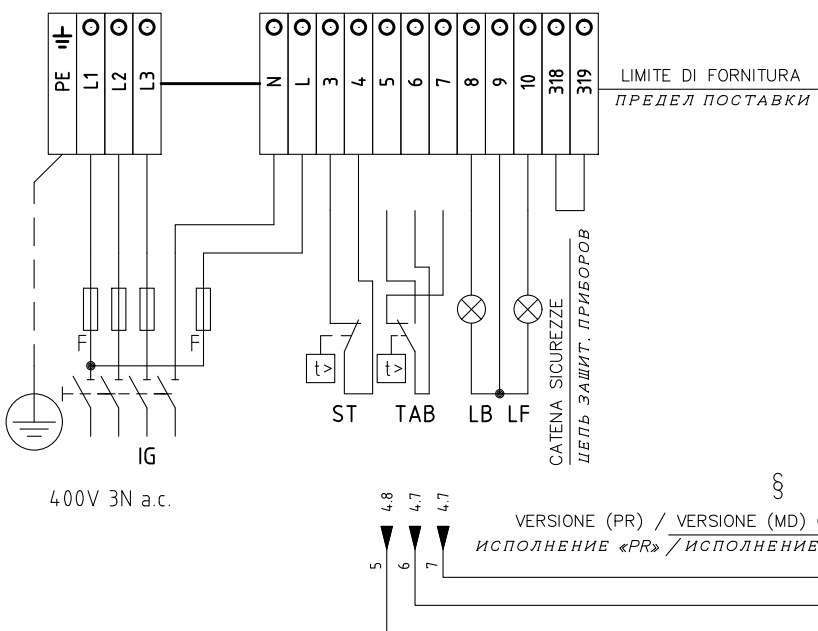 PE L1 L2 L3 N L 3 4 5 6 7 8 9 10 318 319
LIMITE DI FORNITURA
ПРЕДЕЛ ПОСТАВКИ
F F
t> t>
ST TAB LB LF
CATENA SICUREZZE
ЦЕПЬ ЗАЩИТ. ПРИБОРОВ
IG
400V 3N a.c.
4.8 4.7 4.7
5 6 7
§
VERSIONE (PR) / VERSIONE (MD)
ИСПОЛНЕНИЕ «PR» / ИСПОЛНЕНИЕ